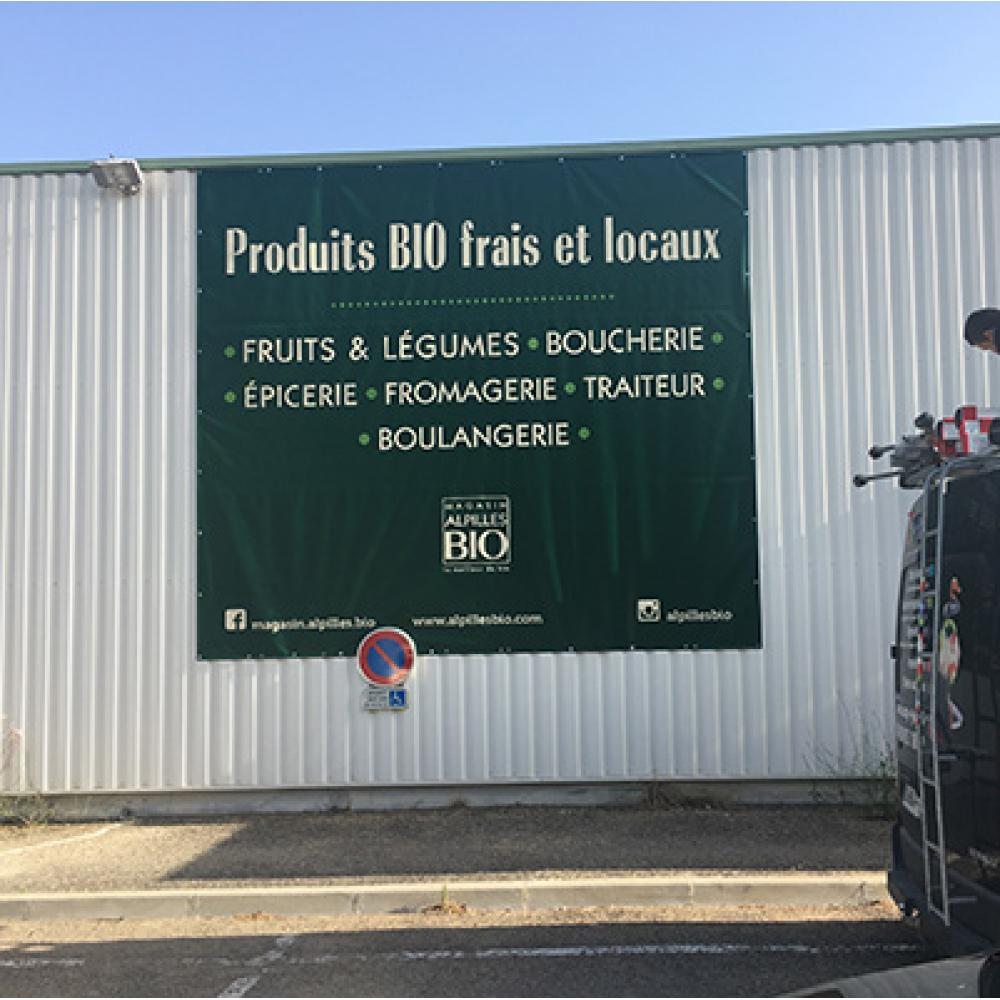 Produits BIO frais et locaux
• FRUITS & LÉGUMES • BOUCHERIE •
• ÉPICERIE • FROMAGERIE • TRAITEUR •
• BOULANGERIE •
MAGASIN
ALPILLES
BIO
f magasin.alpilles.bio www.alpillesbio.com alpillesbio